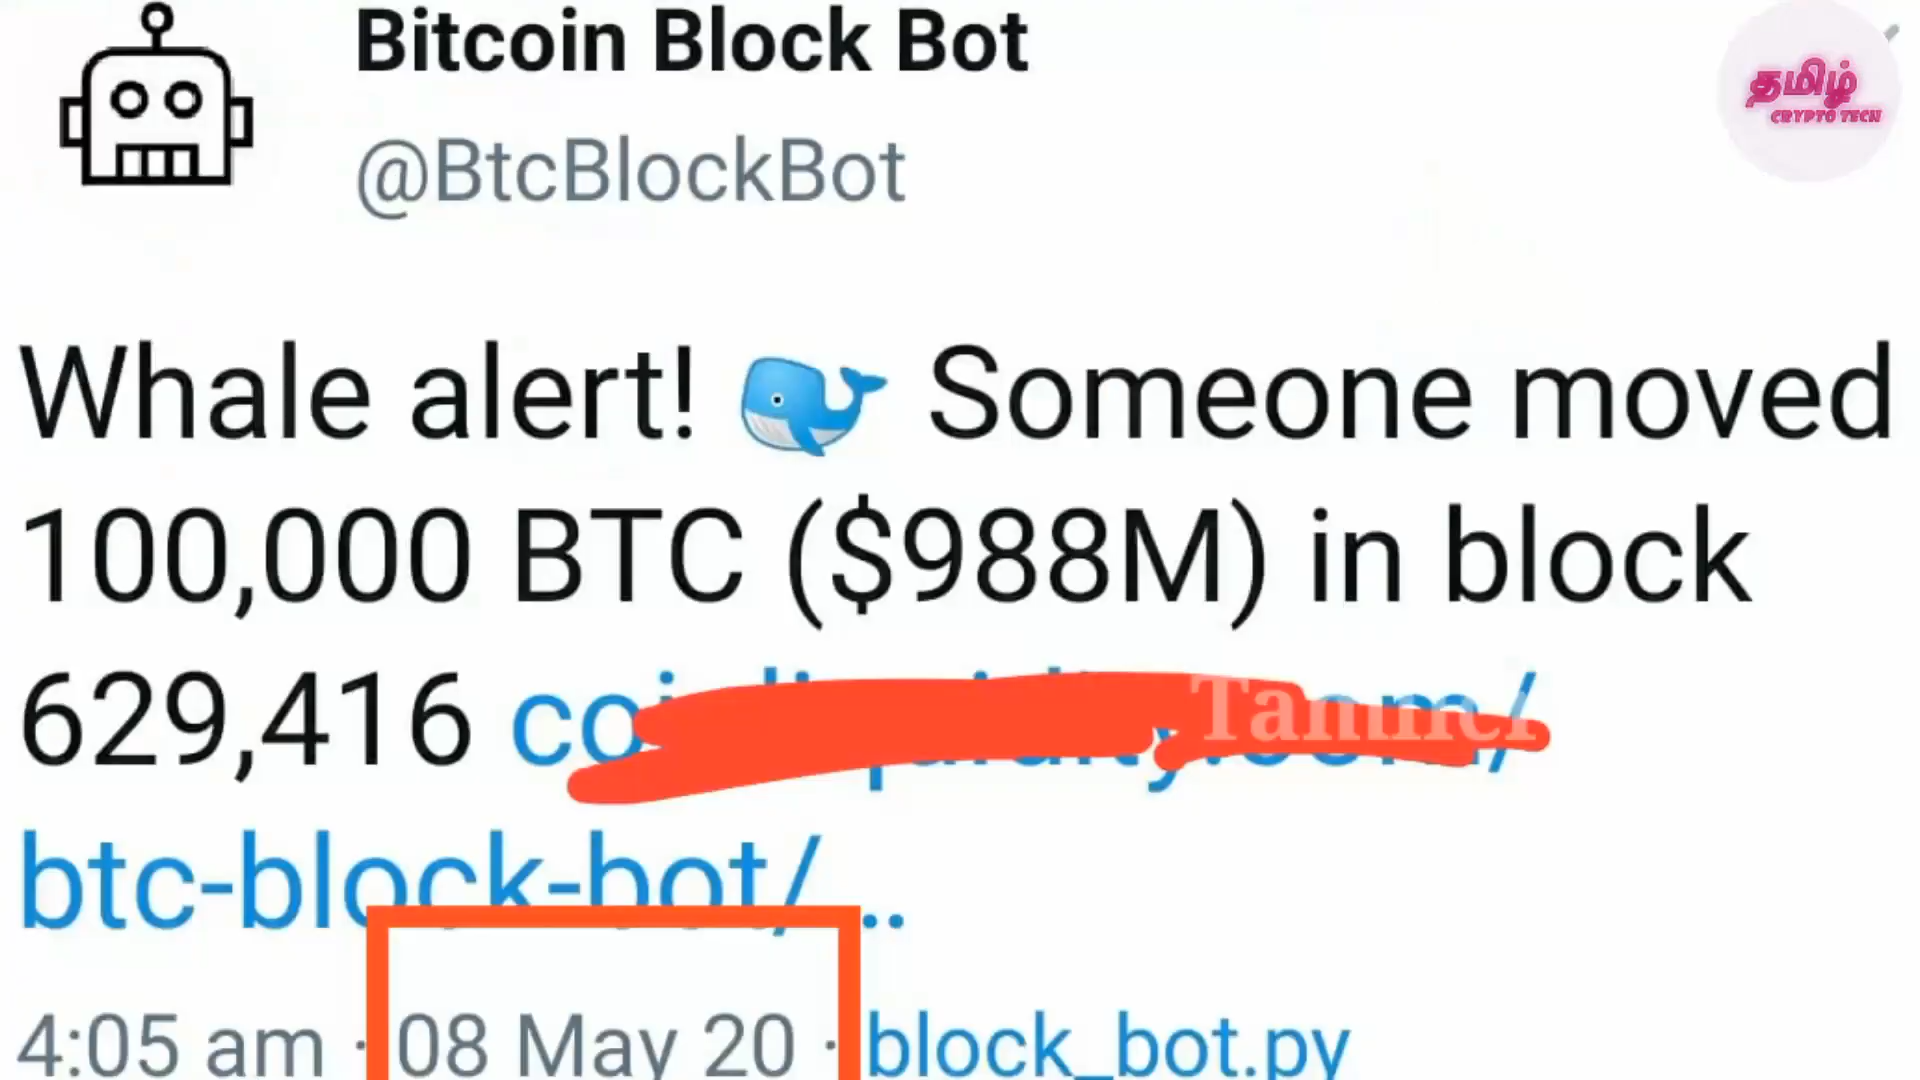 Bitcoin Block Bot
@BtcBlockBot
தமிழ்
CRYPTO TECH
Whale alert! 🐳 Someone moved
100,000 BTC ($988M) in block
629,416
btc-block-bot/…
4:05 am · 08 May 20 · block_bot.py